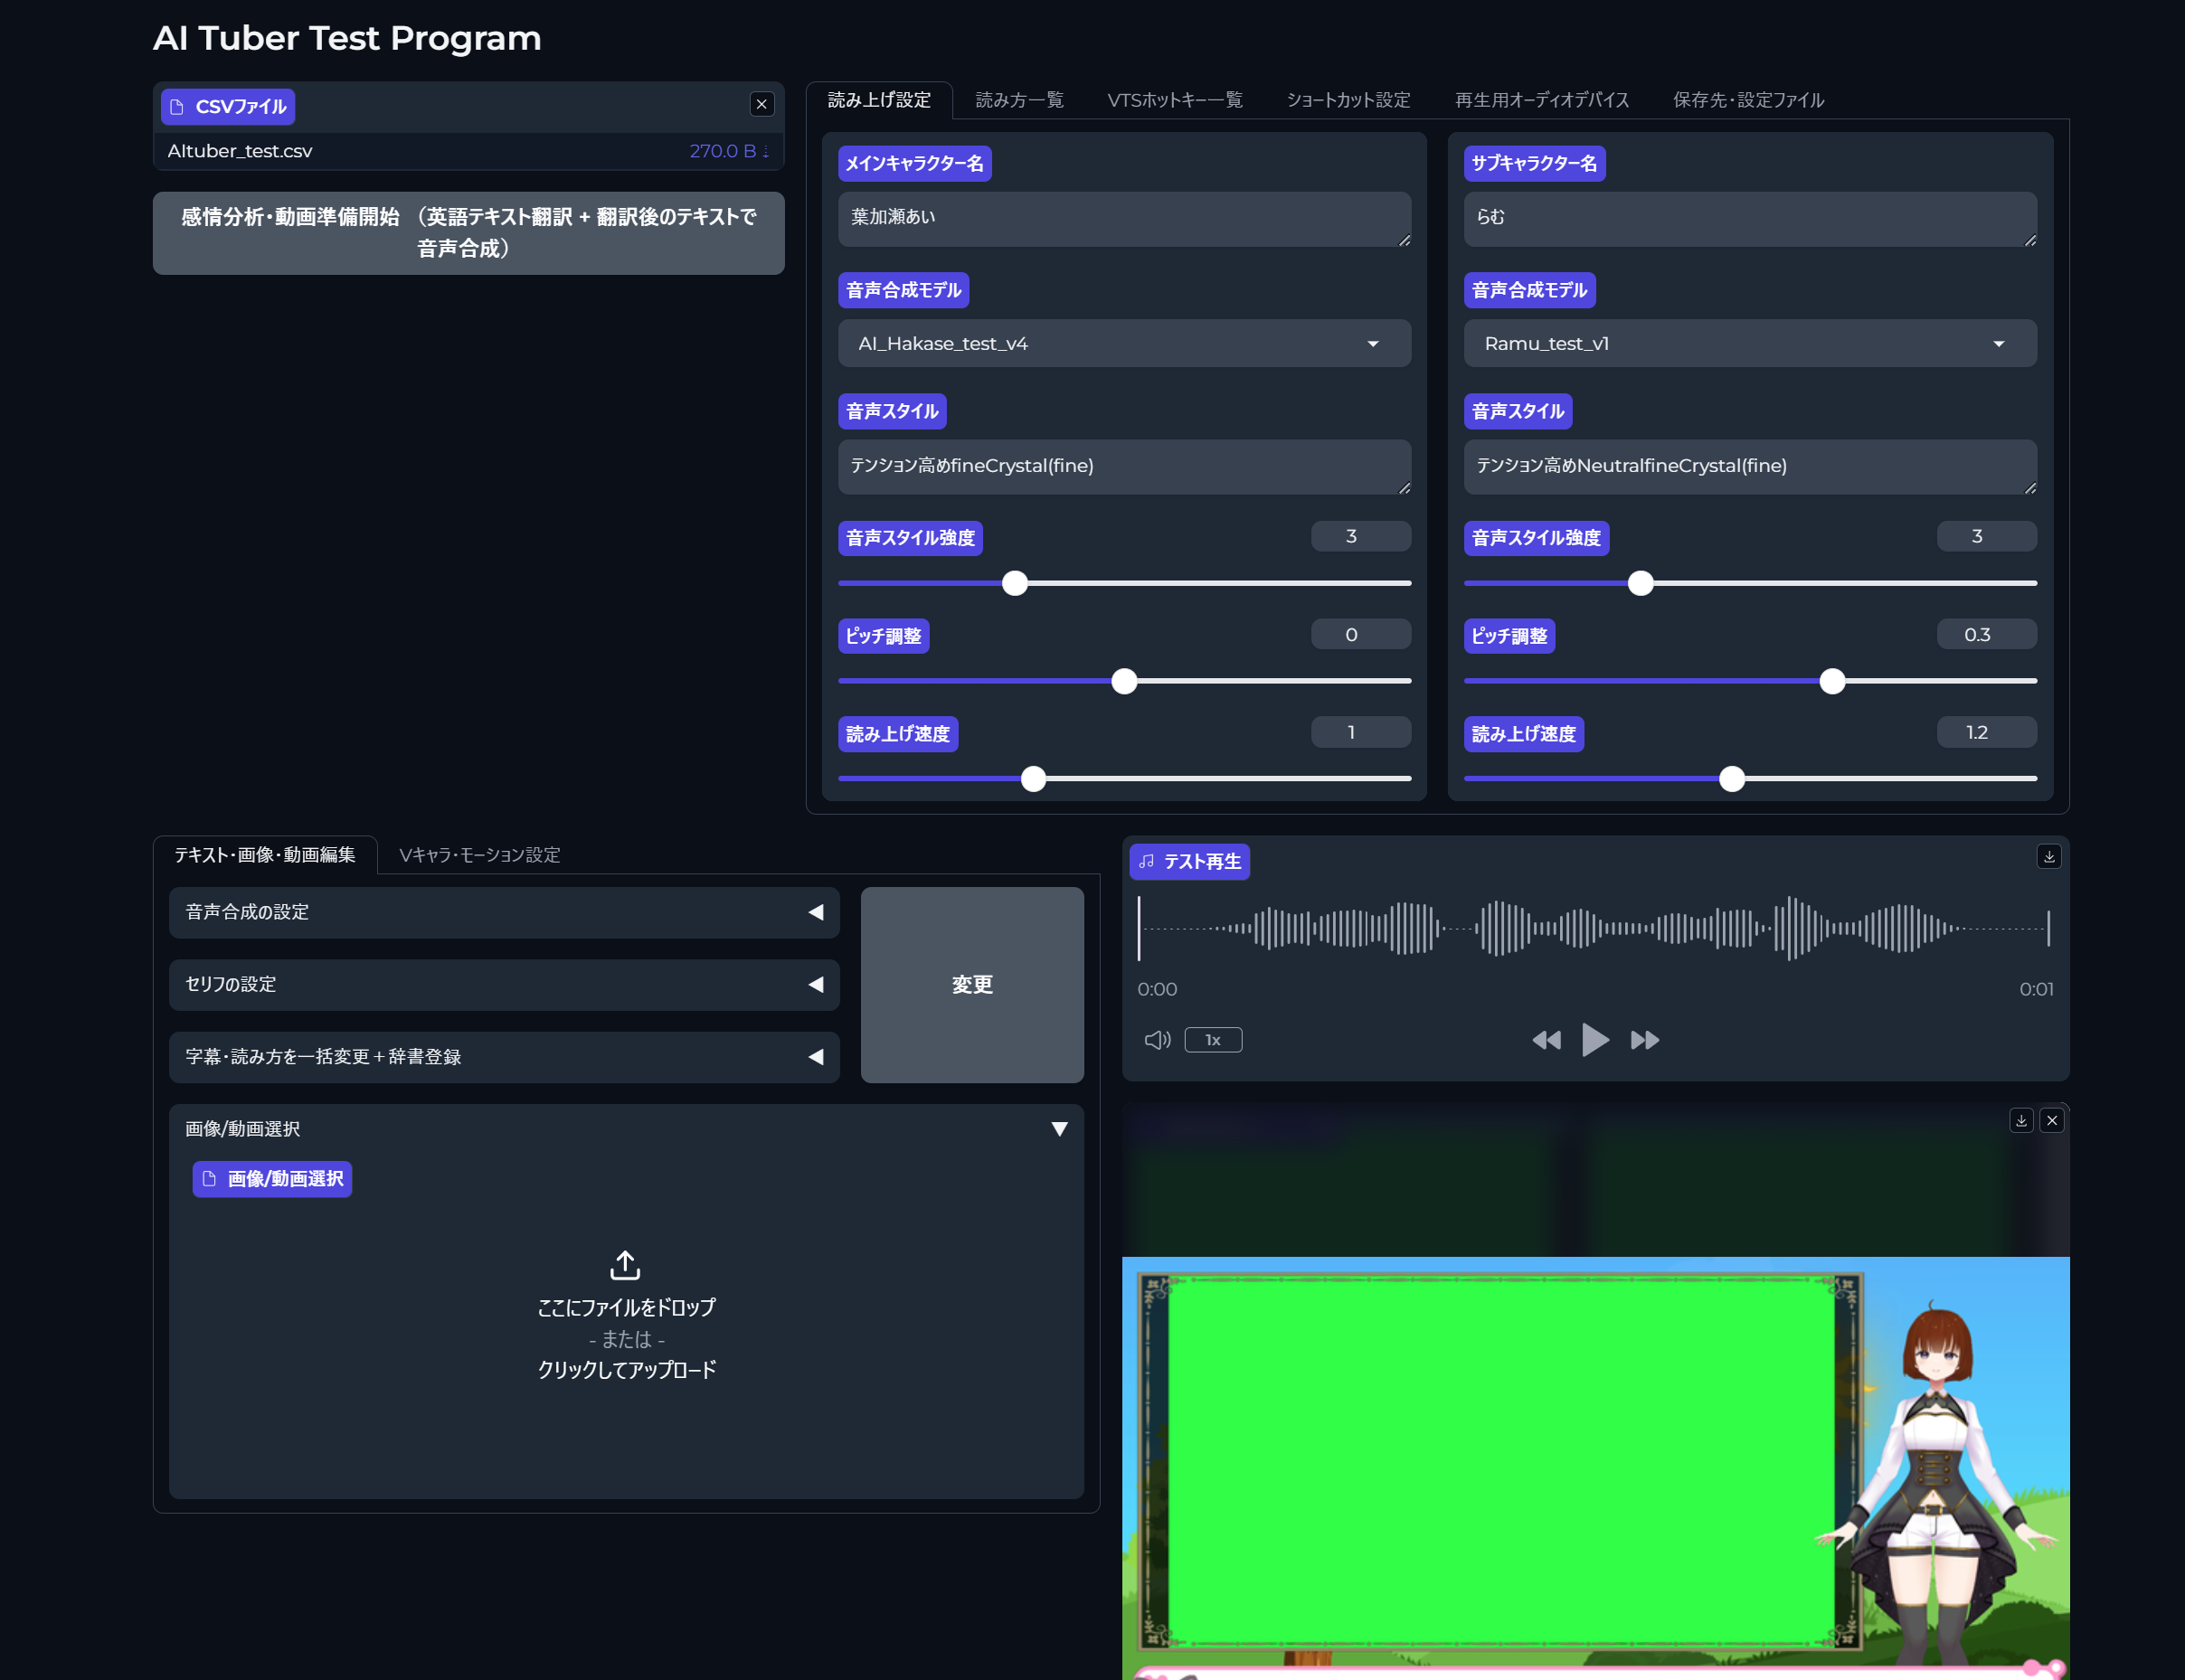 AI Tuber Test Program
CSVファイル
AItuber_test.csv
270.0 B ⇣
感情分析・動画準備開始 （英語テキスト翻訳 + 翻訳後のテキストで
音声合成）
読み上げ設定
読み方一覧
VTSホットキー一覧
ショートカット設定
再生用オーディオデバイス
保存先・設定ファイル
メインキャラクター名
葉加瀬あい
音声合成モデル
AI_Hakase_test_v4
音声スタイル
テンション高めfineCrystal(fine)
音声スタイル強度
3
ピッチ調整
0
読み上げ速度
1
サブキャラクター名
らむ
音声合成モデル
Ramu_test_v1
音声スタイル
テンション高めNeutralfineCrystal(fine)
音声スタイル強度
3
ピッチ調整
0.3
読み上げ速度
1.2
テキスト・画像・動画編集
Vキャラ・モーション設定
音声合成の設定
セリフの設定
字幕・読み方を一括変更＋辞書登録
変更
画像/動画選択
画像/動画選択
ここにファイルをドロップ
- または -
クリックしてアップロード
テスト再生
0:00
0:01
1x